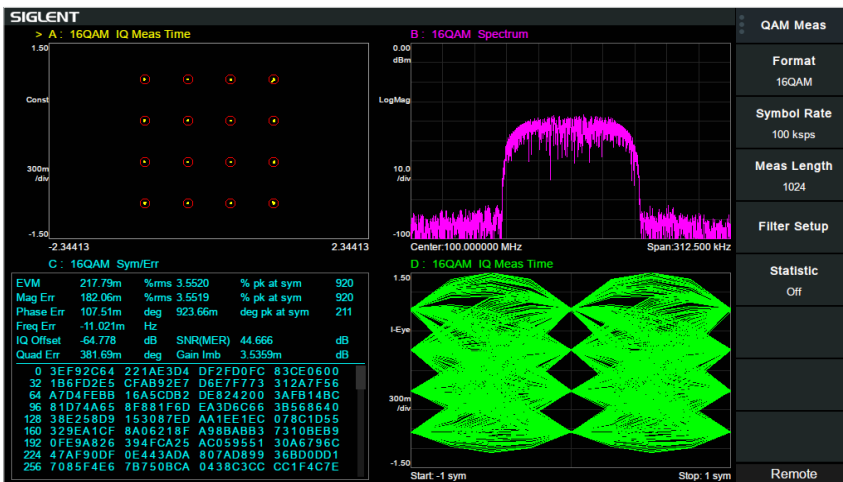 SIGLENT
> A : 16QAM IQ Meas Time
1.50
Const
300m
/div
-1.50
-2.34413 2.34413
B : 16QAM Spectrum
0.00
dBm
LogMag
10.0
/div
-100
Center:100.000000 MHz Span:312.500 kHz
C : 16QAM Sym/Err
EVM 217.79m %rms 3.5520 % pk at sym 920
Mag Err 182.06m %rms 3.5519 % pk at sym 920
Phase Err 107.51m deg 923.66m deg pk at sym 211
Freq Err -11.021m Hz
IQ Offset -64.778 dB SNR(MER) 44.666 dB
Quad Err 381.69m deg Gain Imb 3.5359m dB
0 3EF92C64 221AE3D4 DF2FD0FC 83CE0600
32 1B6FD2E5 CFAB92E7 D6E7F773 312A7F56
64 A7D4FEBB 16A5CDB2 DE824200 3AFB14BC
96 81D74A65 8F881F6D EA3D6C66 3B568640
128 38E258D9 153087ED AA1EE1EC 078C1D55
160 329EA1CF 8A06218F A98BABB3 7310BEB9
192 0FE9A826 394FCA25 AC059551 30A6796C
224 47AF90DF 0E443ADA 807AD899 36BD0DD1
256 7085F4E6 7B750BCA 0438C3CC CC1F4C7E
D : 16QAM IQ Meas Time
1.50
I-Eye
300m
/div
-1.50
Start: -1 sym Stop: 1 sym
QAM Meas
Format
16QAM
Symbol Rate
100 ksps
Meas Length
1024
Filter Setup
Statistic
Off
Remote